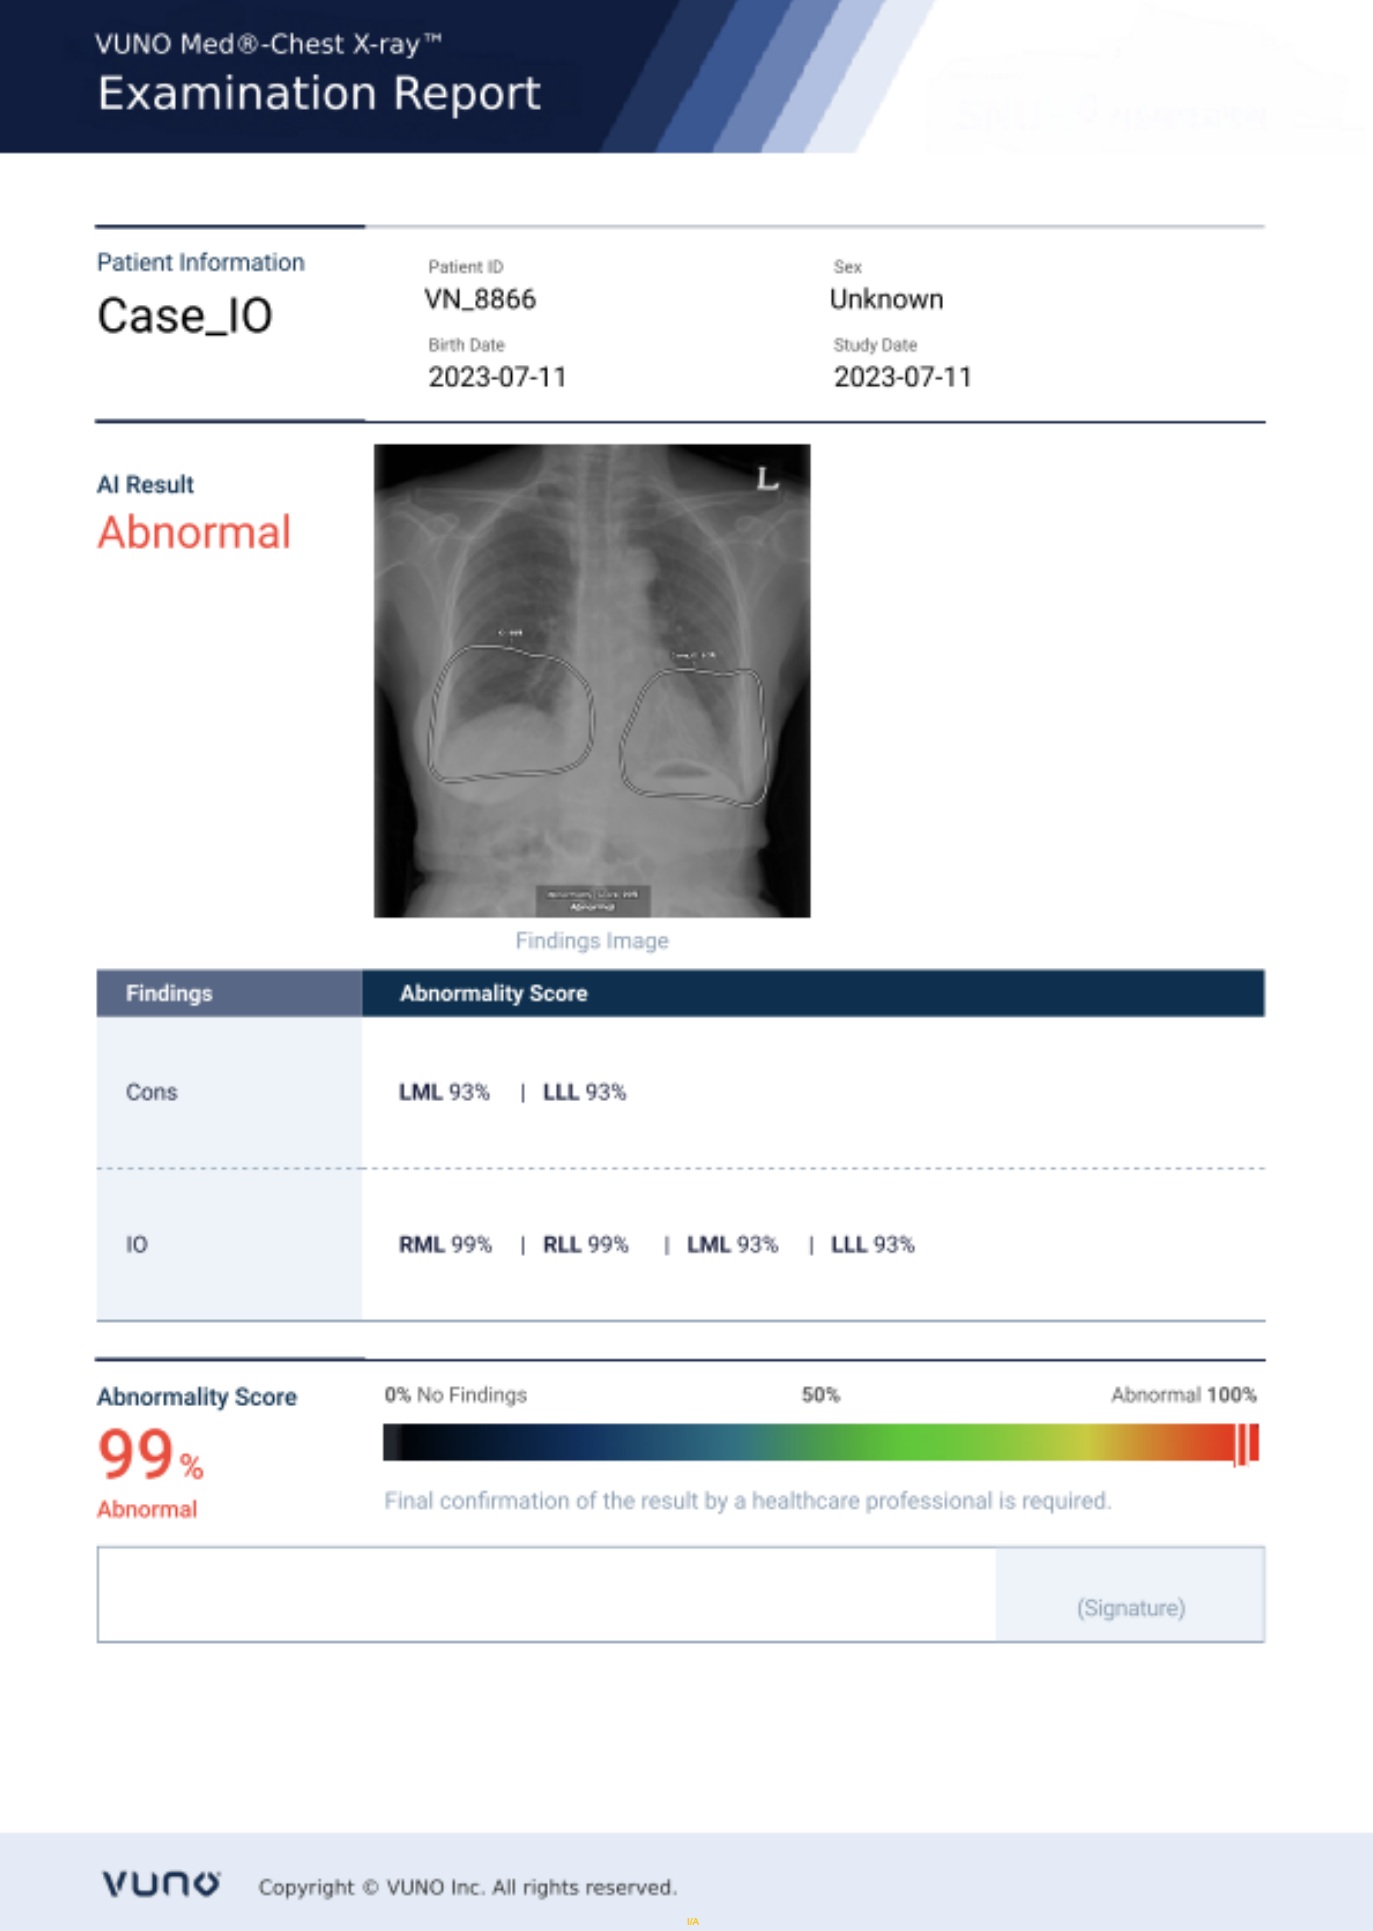 VUNO Med®-Chest X-ray™
Examination Report
Patient Information
Case_IO
Patient ID
VN_8866
Sex
Unknown
Birth Date
2023-07-11
Study Date
2023-07-11
AI Result
Abnormal
L
Abnormal
Findings Image
Findings Abnormality Score
Cons LML 93% | LLL 93%
IO RML 99% | RLL 99% | LML 93% | LLL 93%
Abnormality Score
99%
Abnormal
0% No Findings 50% Abnormal 100%
Final confirmation of the result by a healthcare professional is required.
(Signature)
VUNO Copyright © VUNO Inc. All rights reserved.
I/A